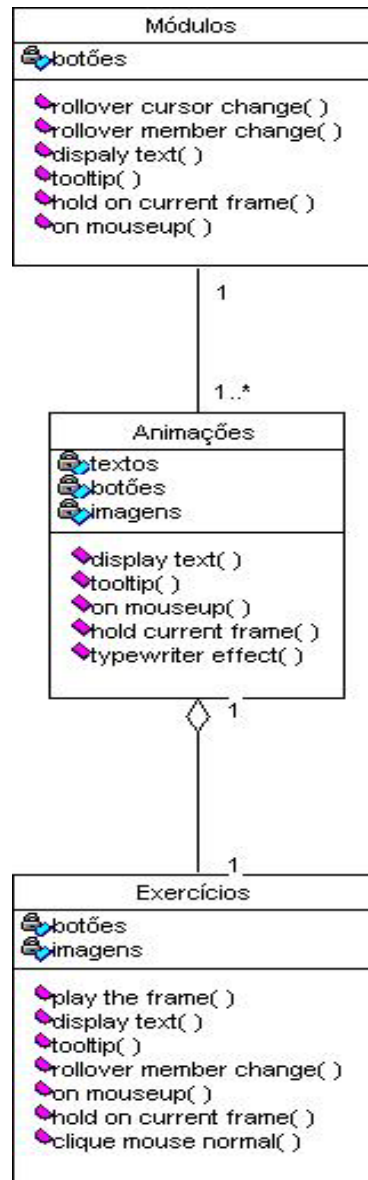 Módulos
botões
rollover cursor change( )
rollover member change( )
dispaly text( )
tooltip( )
hold on current frame( )
on mouseup( )
1
1..*
Animações
textos
botões
imagens
display text( )
tooltip( )
on mouseup( )
hold current frame( )
typewriter effect( )
1
1
Exercícios
botões
imagens
play the frame( )
display text( )
tooltip( )
rollover member change( )
on mouseup( )
hold on current frame( )
clique mouse normal( )